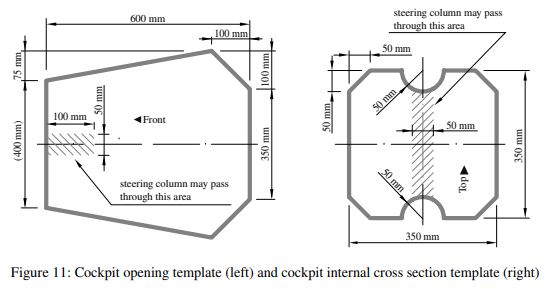 600 mm
100 mm
75 mm
100 mm
50 mm
100 mm
◄Front
(400 mm)
350 mm
steering column may pass
through this area
steering column may pass
through this area
50 mm
50 mm
50 mm
50 mm
350 mm
50 mm
Top►
350 mm
Figure 11: Cockpit opening template (left) and cockpit internal cross section template (right)